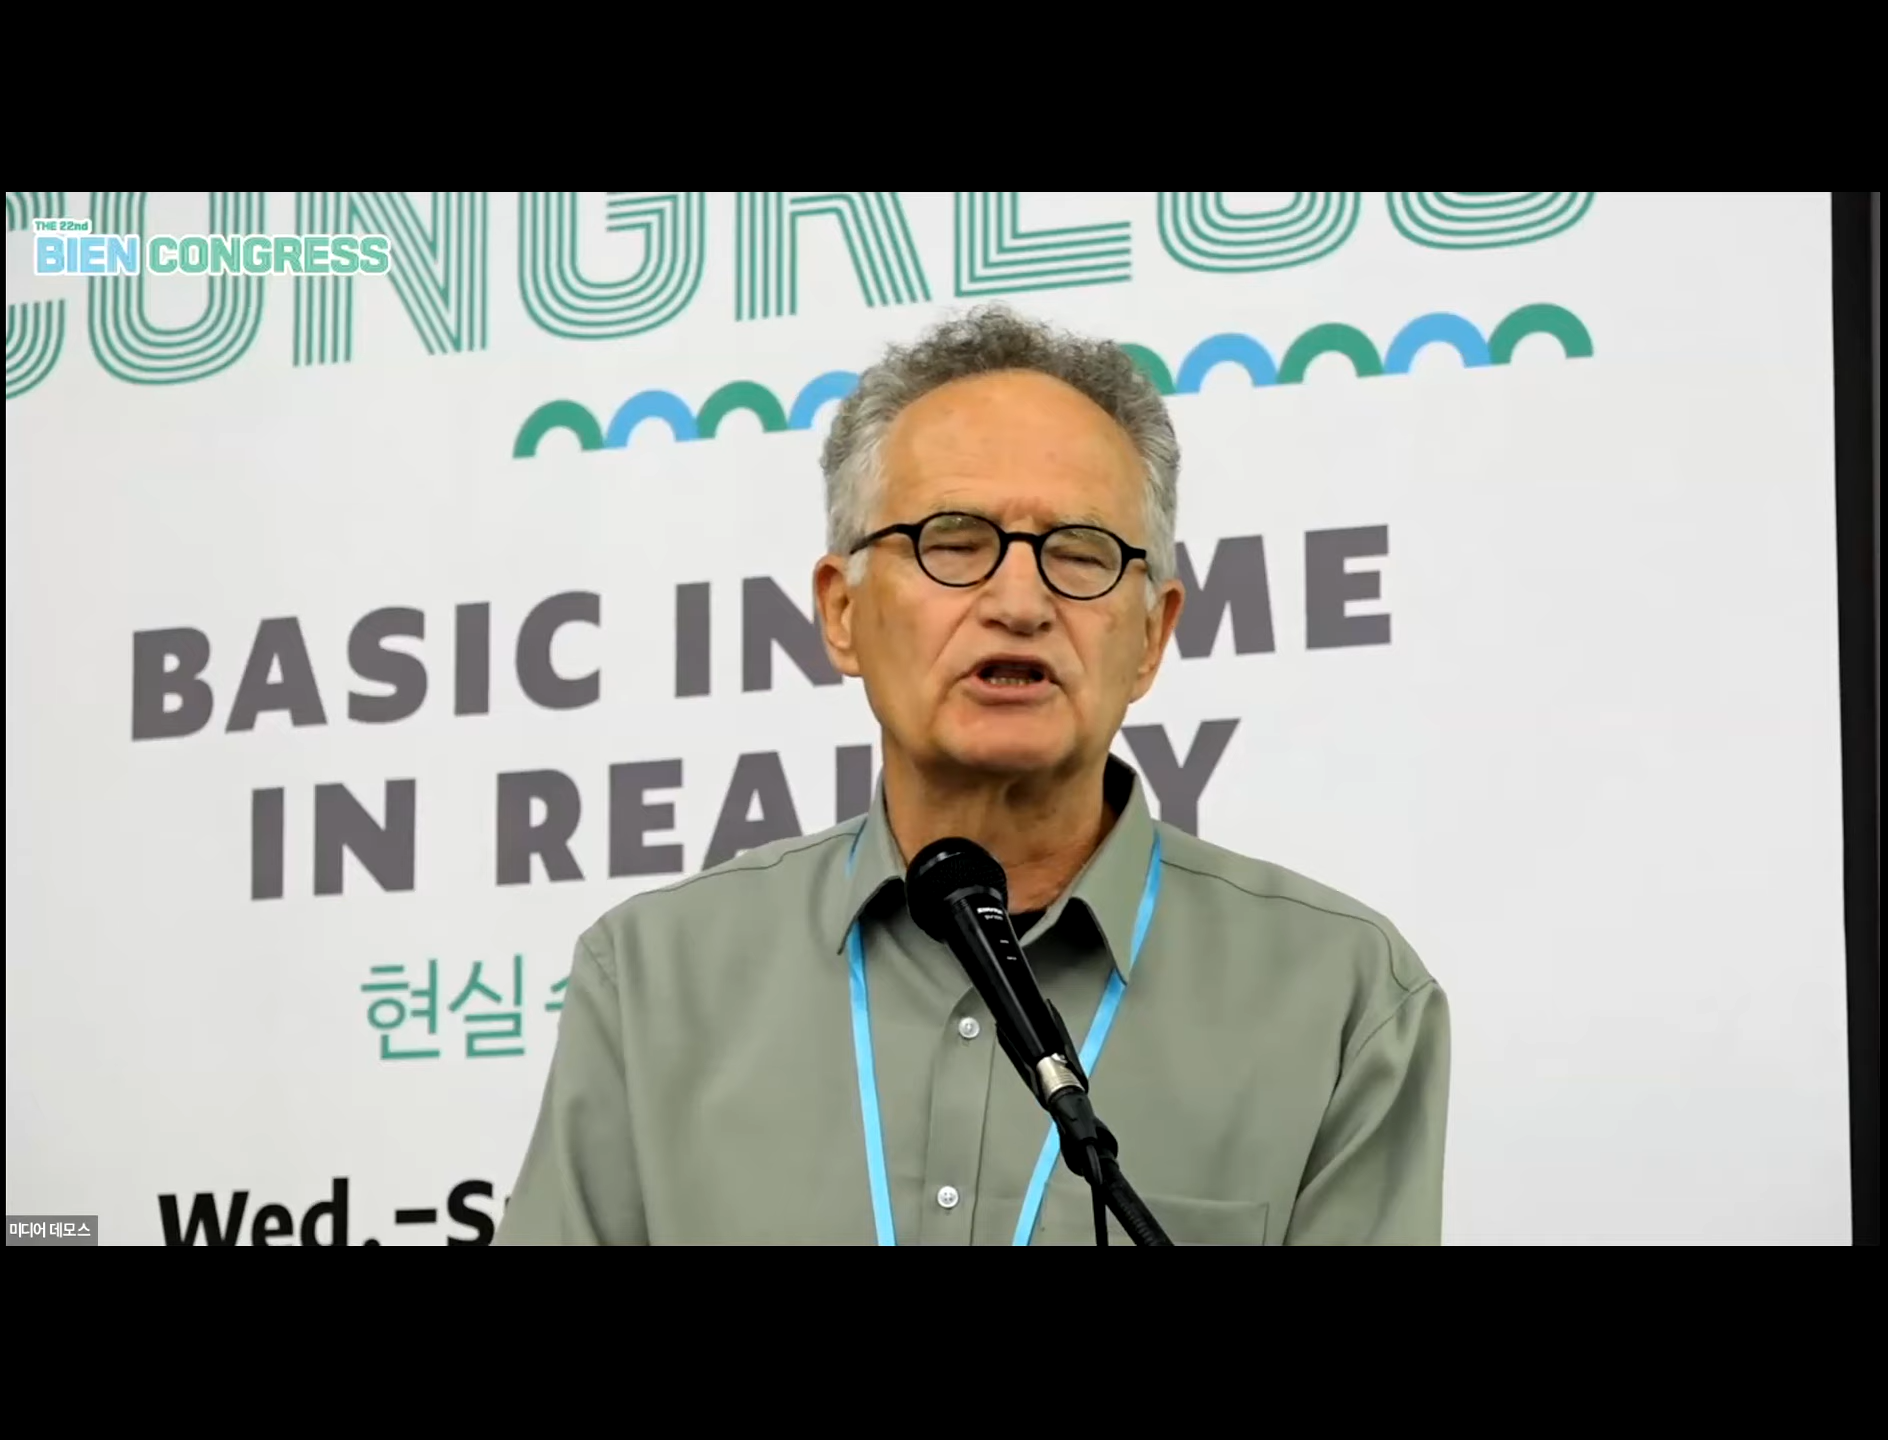 CONGRESS
THE 22nd
BIEN CONGRESS
BASIC IN ME
IN REA Y
현실
Wed.-S
미디어 데모스